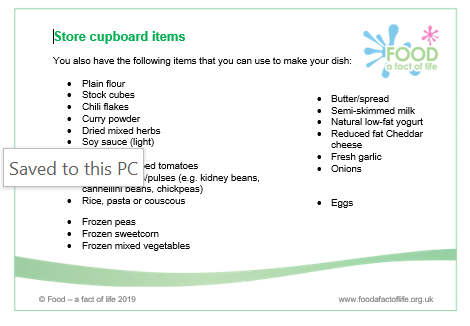 Store cupboard items
FOOD
a fact of life
You also have the following items that you can use to make your dish:
Plain flour
Stock cubes
Chili flakes
Curry powder
Dried mixed herbs
Soy sauce (light)
Saved to this PC
tomatoes
/pulses (e.g. kidney beans,
cannellini beans, chickpeas)
Rice, pasta or couscous
Frozen peas
Frozen sweetcorn
Frozen mixed vegetables
Butter/spread
Semi-skimmed milk
Natural low-fat yogurt
Reduced fat Cheddar
cheese
Fresh garlic
Onions
Eggs
© Food – a fact of life 2019
www.foodafactoflife.org.uk